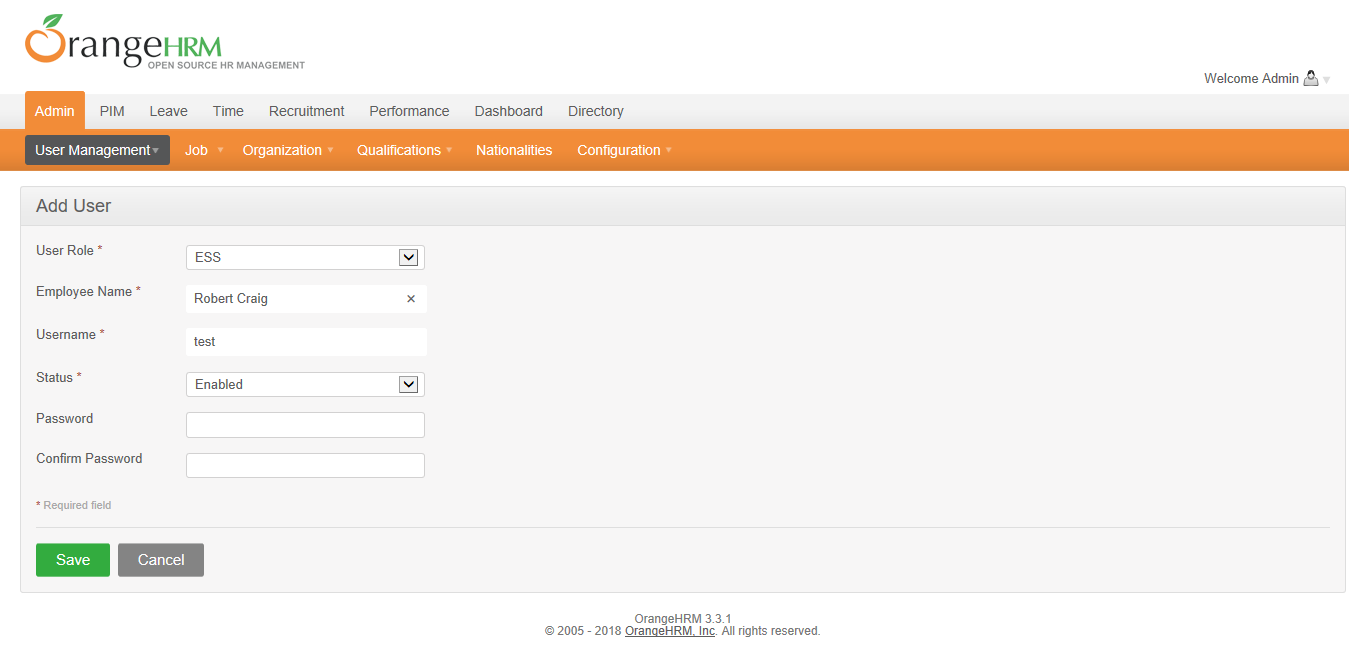 OrangeHRM
OPEN SOURCE HR MANAGEMENT
Welcome Admin
Admin PIM Leave Time Recruitment Performance Dashboard Directory
User Management Job Organization Qualifications Nationalities Configuration
Add User
User Role * ESS
Employee Name * Robert Craig ×
Username * test
Status * Enabled
Password
Confirm Password
* Required field
Save Cancel
OrangeHRM 3.3.1
© 2005 - 2018 OrangeHRM, Inc. All rights reserved.